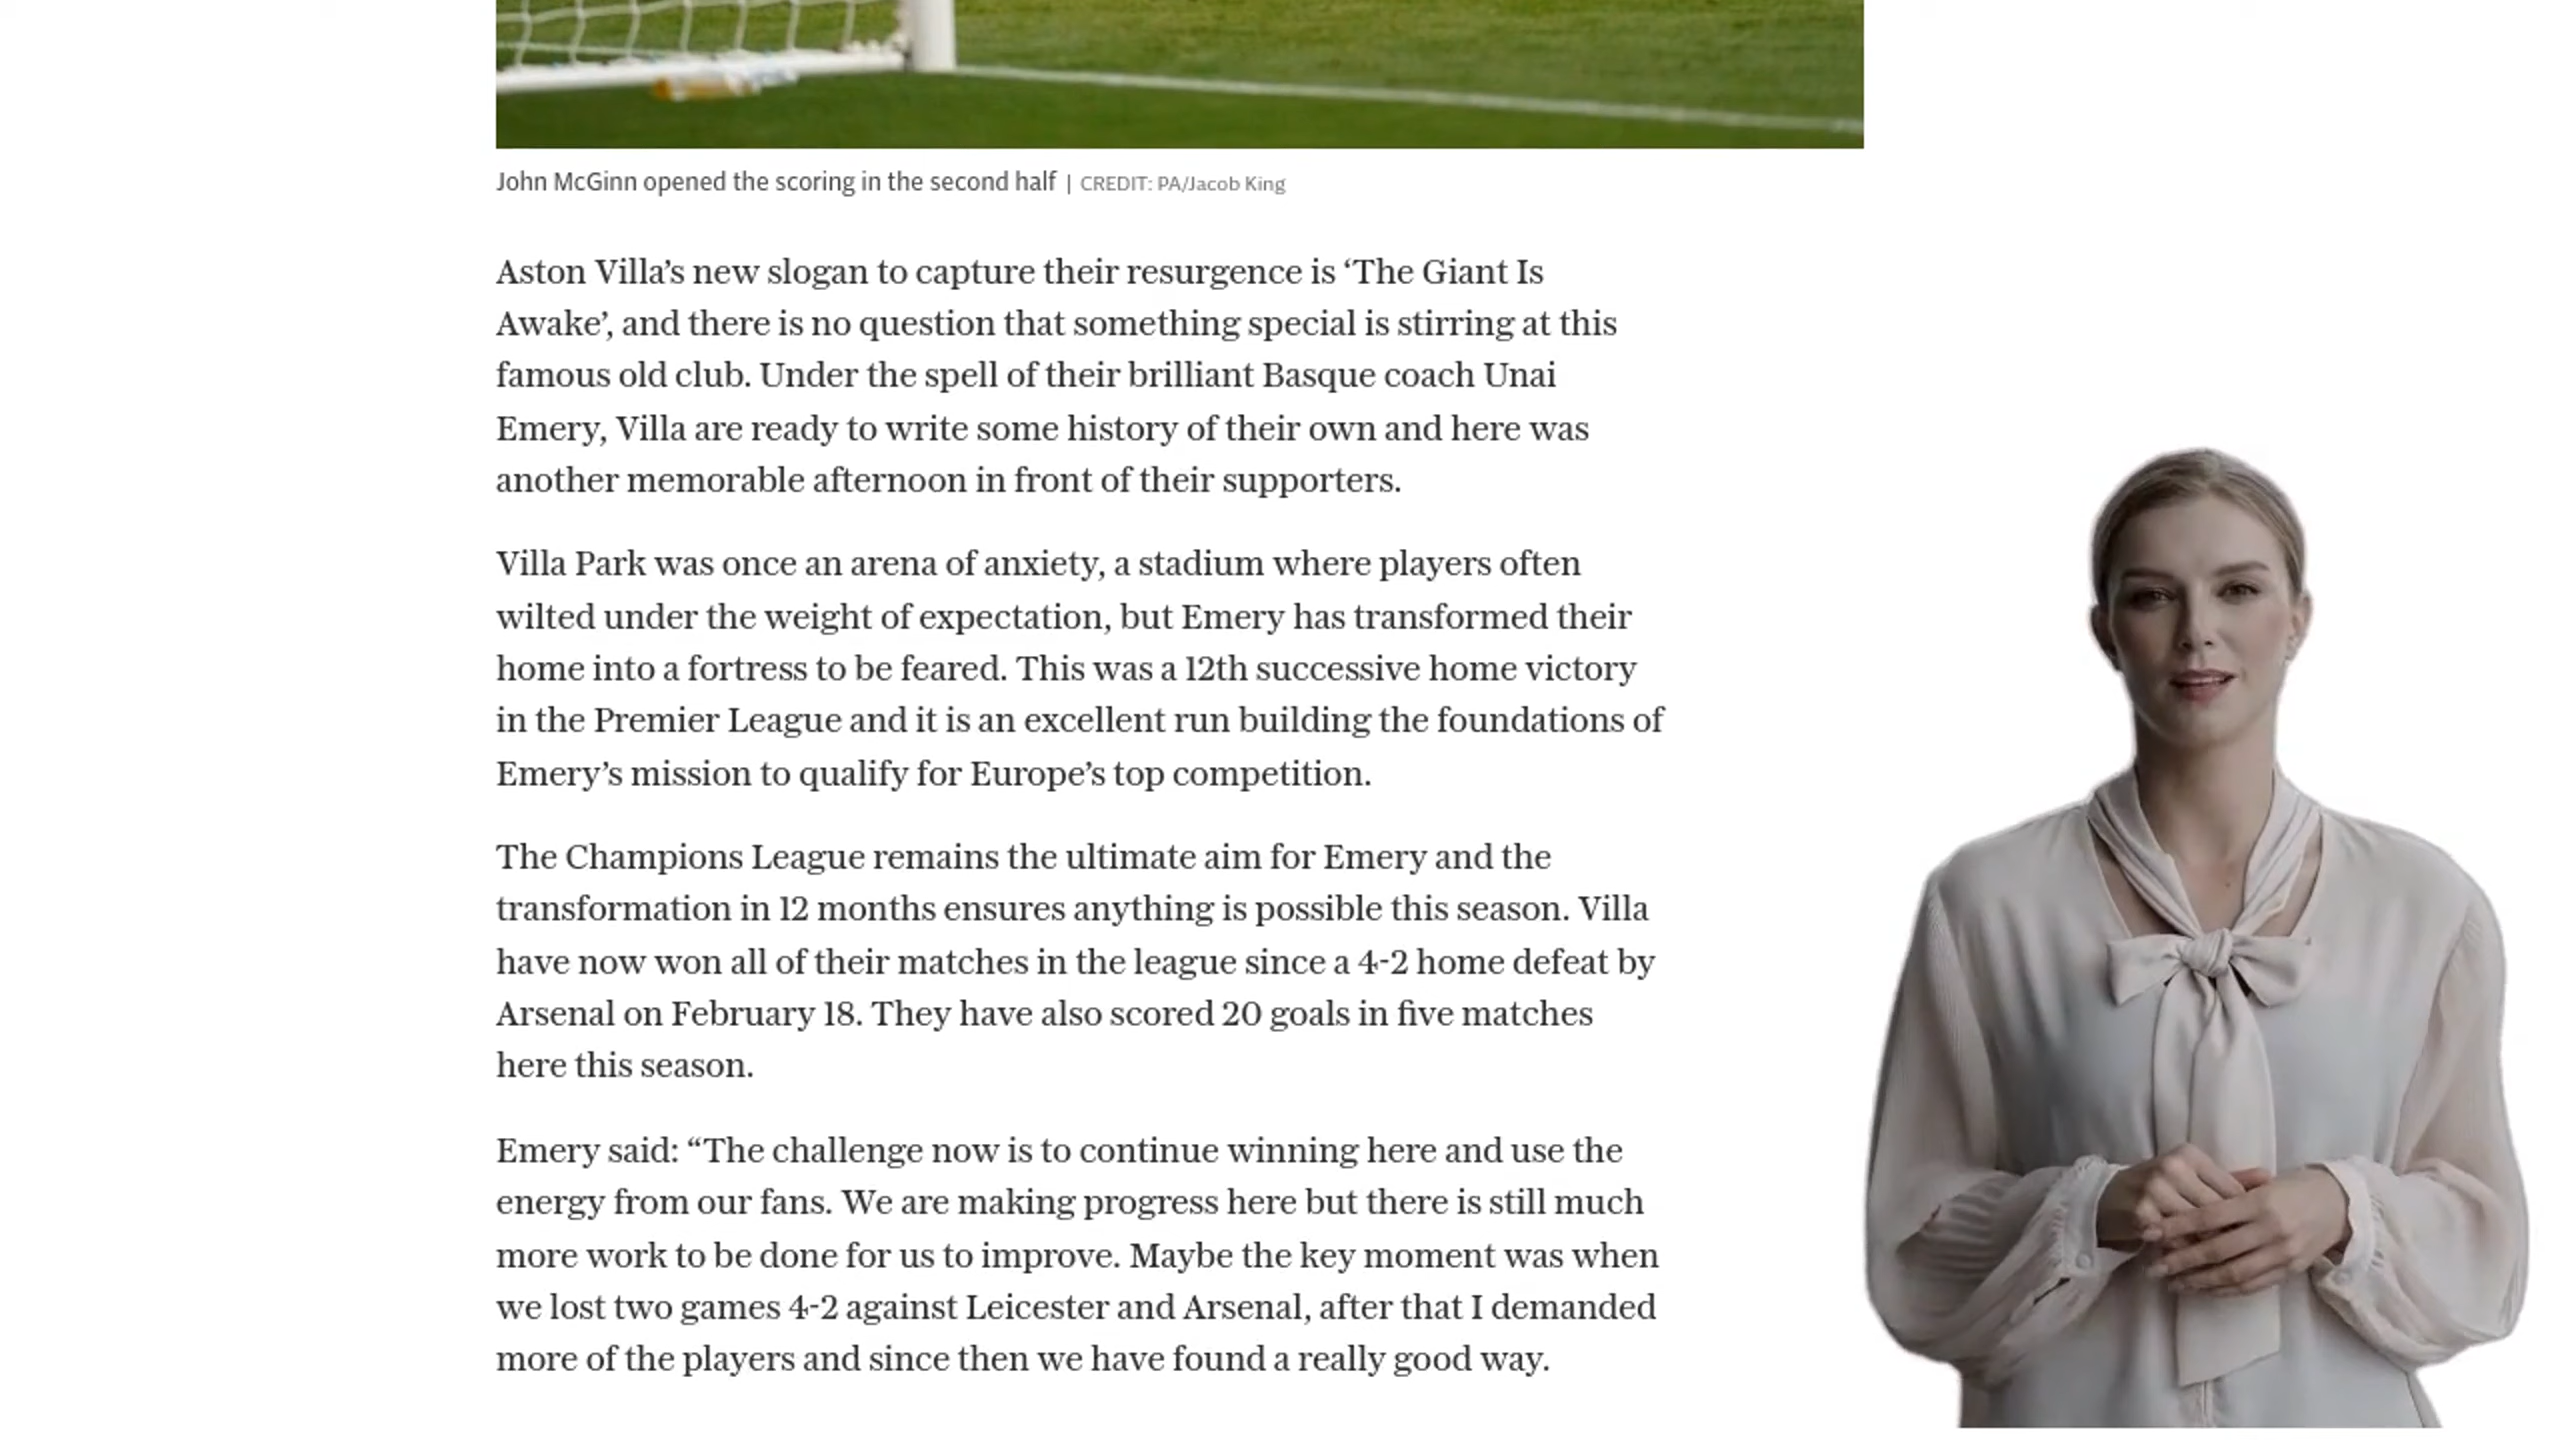 John McGinn opened the scoring in the second half | CREDIT: PA/Jacob King
Aston Villa’s new slogan to capture their resurgence is ‘The Giant Is
Awake’, and there is no question that something special is stirring at this
famous old club. Under the spell of their brilliant Basque coach Unai
Emery, Villa are ready to write some history of their own and here was
another memorable afternoon in front of their supporters.
Villa Park was once an arena of anxiety, a stadium where players often
wilted under the weight of expectation, but Emery has transformed their
home into a fortress to be feared. This was a 12th successive home victory
in the Premier League and it is an excellent run building the foundations of
Emery’s mission to qualify for Europe’s top competition.
The Champions League remains the ultimate aim for Emery and the
transformation in 12 months ensures anything is possible this season. Villa
have now won all of their matches in the league since a 4-2 home defeat by
Arsenal on February 18. They have also scored 20 goals in five matches
here this season.
Emery said: “The challenge now is to continue winning here and use the
energy from our fans. We are making progress here but there is still much
more work to be done for us to improve. Maybe the key moment was when
we lost two games 4-2 against Leicester and Arsenal, after that I demanded
more of the players and since then we have found a really good way.